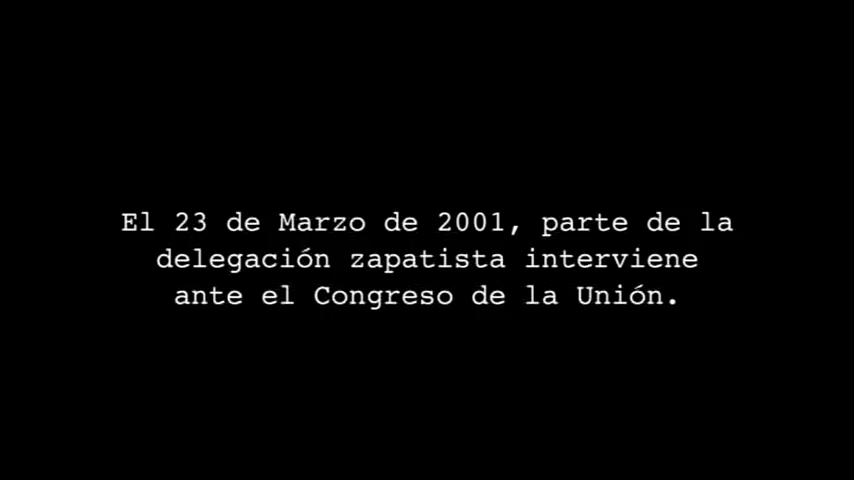 El 23 de Marzo de 2001, parte de la
delegación zapatista interviene
ante el Congreso de la Unión.